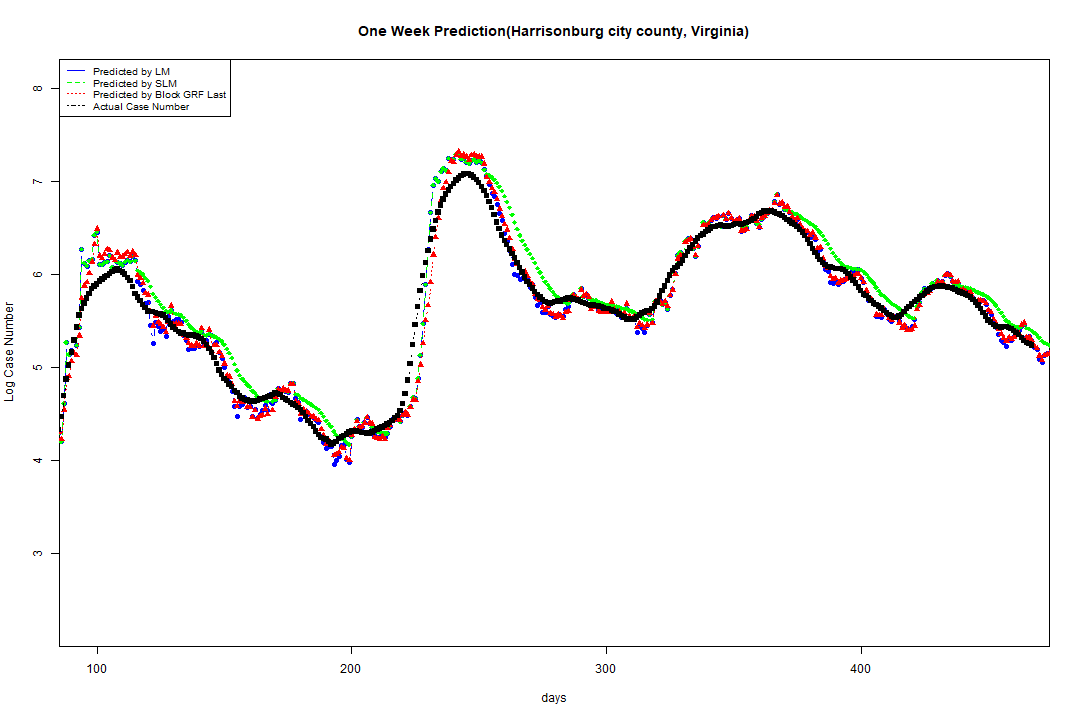 One Week Prediction(Harrisonburg city county, Virginia)
Predicted by LM
Predicted by SLM
Predicted by Block GRF Last
Actual Case Number
8
7
6
5
4
3
Log Case Number
100 200 300 400
days